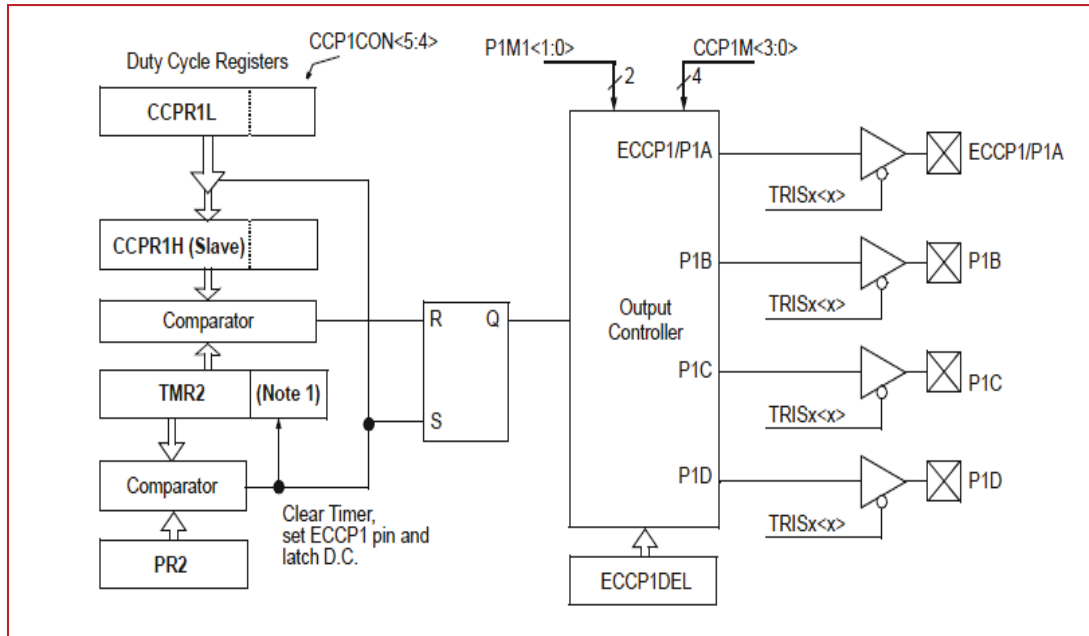 CCP1CON<5:4>
Duty Cycle Registers
CCPR1L
CCPR1H (Slave)
Comparator
TMR2
(Note 1)
Comparator
PR2
Clear Timer,
set ECCP1 pin and
latch D.C.
R
Q
S
P1M1<1:0>
2
CCP1M<3:0>
4
ECCP1/P1A
P1B
Output
Controller
P1C
P1D
ECCP1DEL
TRISx<x>
ECCP1/P1A
TRISx<x>
P1B
TRISx<x>
P1C
TRISx<x>
P1D